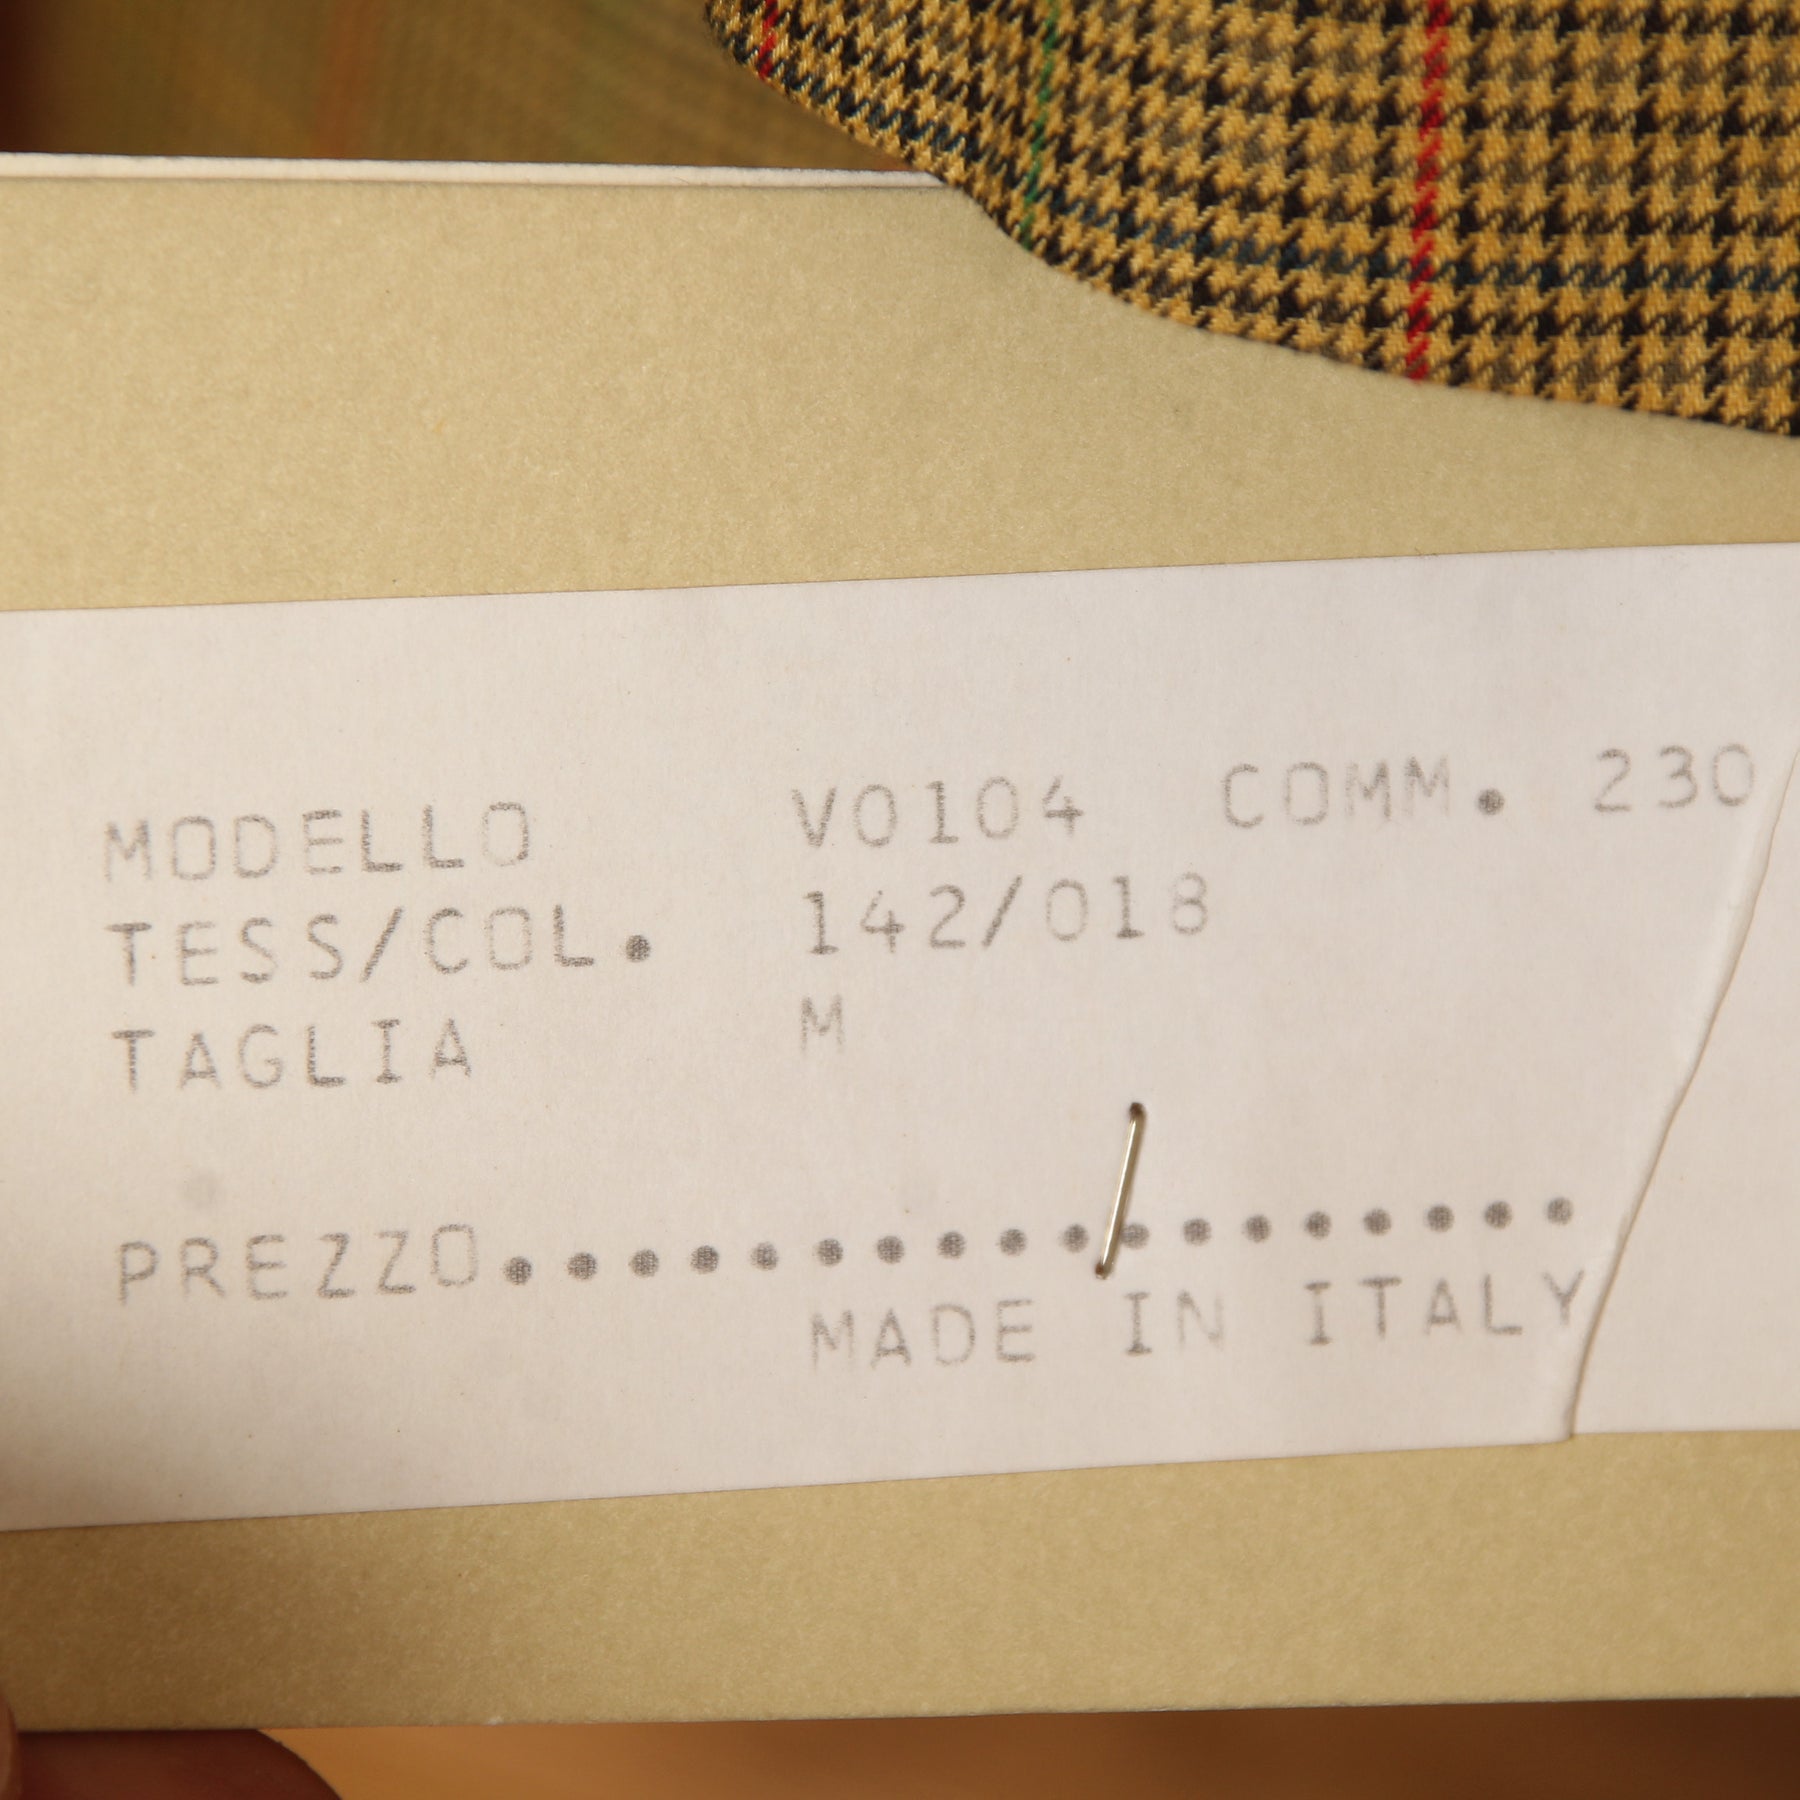 MODELLO V0104 COMM. 230
TESS/COL. 142/018
TAGLIA M
PREZZO..................
MADE IN ITALY